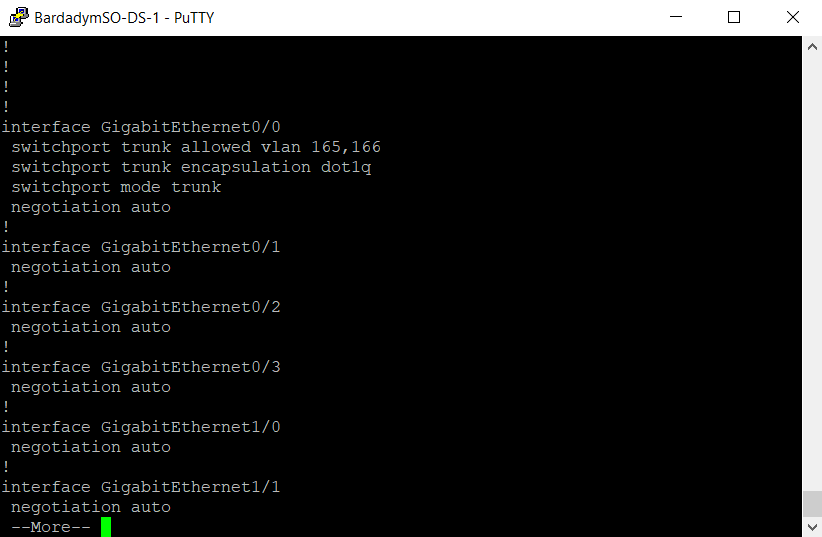 BardadymSO-DS-1 - PuTTY
!
!
!
!
interface GigabitEthernet0/0
 switchport trunk allowed vlan 165,166
 switchport trunk encapsulation dot1q
 switchport mode trunk
 negotiation auto
!
interface GigabitEthernet0/1
 negotiation auto
!
interface GigabitEthernet0/2
 negotiation auto
!
interface GigabitEthernet0/3
 negotiation auto
!
interface GigabitEthernet1/0
 negotiation auto
!
interface GigabitEthernet1/1
 negotiation auto
 --More--